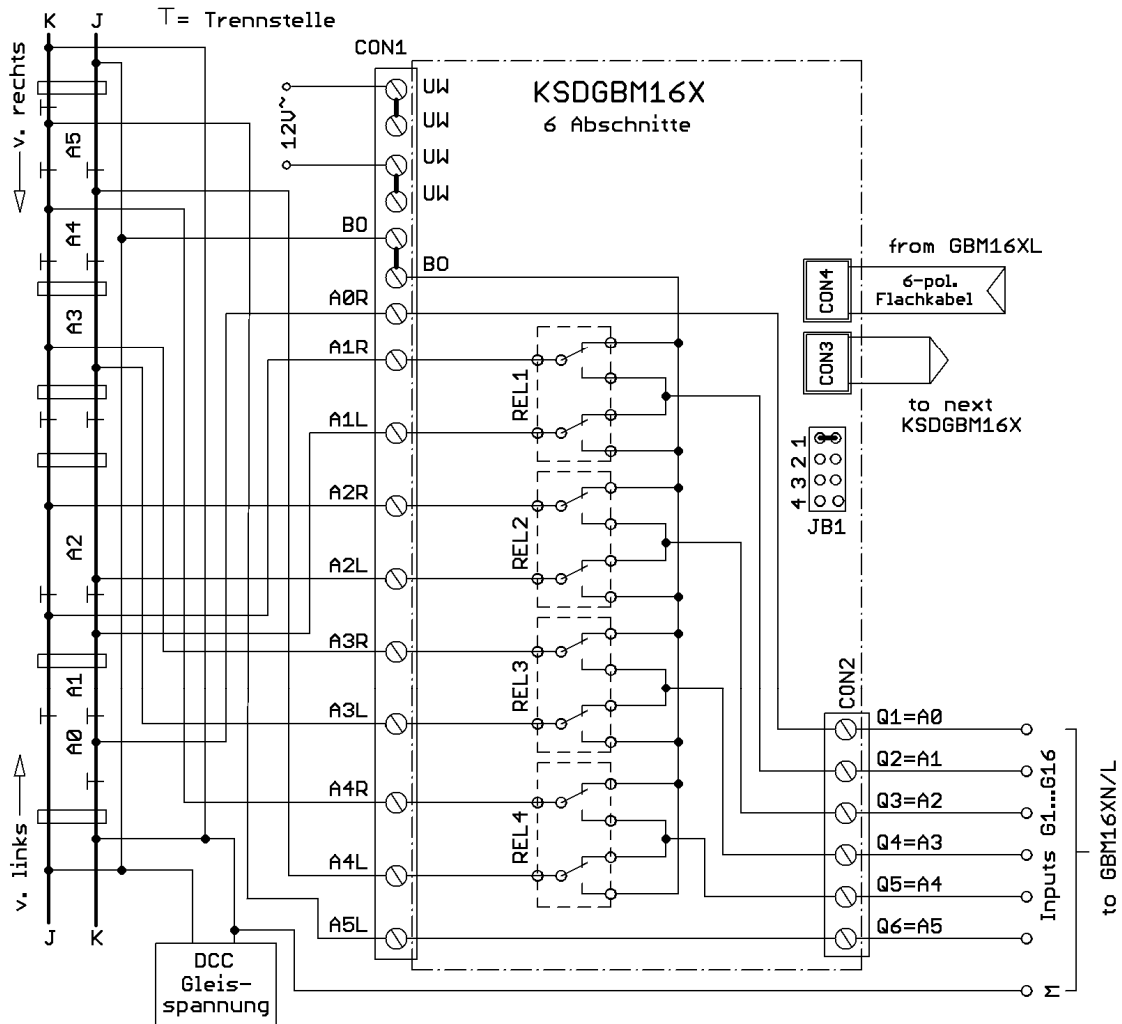 K J
⊤= Trennstelle
v. rechts
A5
A4
A3
A2
A1
A0
v. links
J K
CON1
12V~
UW
UW
UW
UW
BO
BO
A0R
A1R
A1L
A2R
A2L
A3R
A3L
A4R
A4L
A5L
KSDGBM16X
6 Abschnitte
REL1
REL2
REL3
REL4
from GBM16XL
CON4
6-pol.
Flachkabel
CON3
to next
KSDGBM16X
4 3 2 1
JB1
CON2
Q1=A0
Q2=A1
Q3=A2
Q4=A3
Q5=A4
Q6=A5
Inputs G1...G16
M
to GBM16XN/L
DCC
Gleis-
spannung